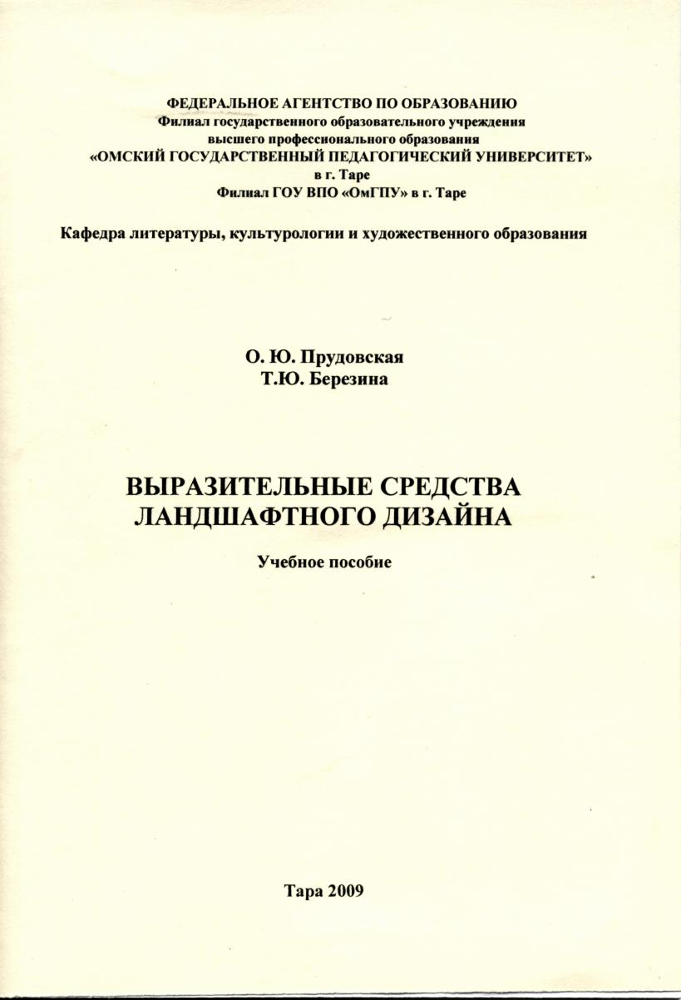 ФЕДЕРАЛЬНОЕ АГЕНТСТВО ПО ОБРАЗОВАНИЮ
Филиал государственного образовательного учреждения
высшего профессионального образования
«ОМСКИЙ ГОСУДАРСТВЕННЫЙ ПЕДАГОГИЧЕСКИЙ УНИВЕРСИТЕТ»
в г. Таре
Филиал ГОУ ВПО «ОмГПУ» в г. Таре
Кафедра литературы, культурологии и художественного образования
О. Ю. Прудовская
Т.Ю. Березина
ВЫРАЗИТЕЛЬНЫЕ СРЕДСТВА
ЛАНДШАФТНОГО ДИЗАЙНА
Учебное пособие
Тара 2009